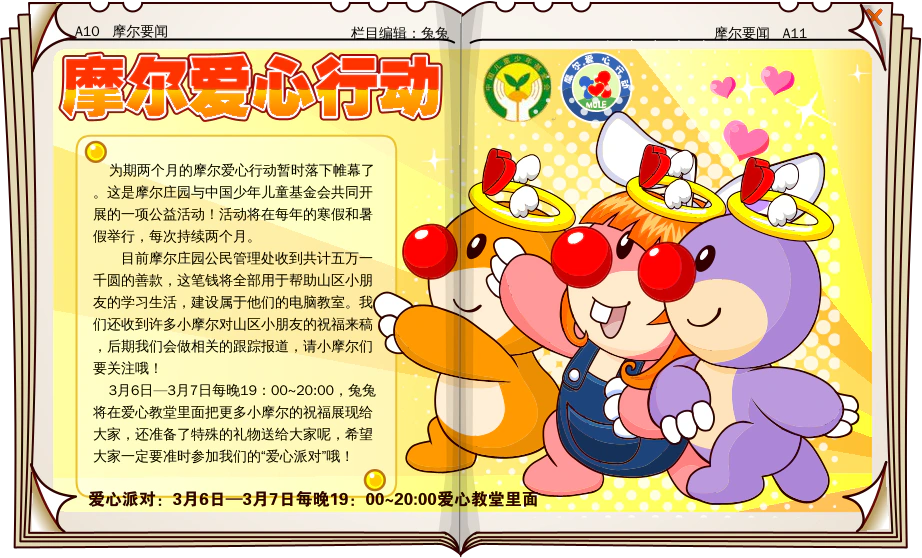 A10 摩尔要闻
栏目编辑：兔兔
摩尔要闻 A11
摩尔爱心行动
摩尔爱心行动
MOLE
为期两个月的摩尔爱心行动暂时落下帷幕了
。这是摩尔庄园与中国少年儿童基金会共同开
展的一项公益活动！活动将在每年的寒假和暑
假举行，每次持续两个月。
目前摩尔庄园公民管理处收到共计五万一
千圆的善款，这笔钱将全部用于帮助山区小朋
友的学习生活，建设属于他们的电脑教室。我
们还收到许多小摩尔对山区小朋友的祝福来稿
，后期我们会做相关的跟踪报道，请小摩尔们
要关注哦！
3月6日—3月7日每晚19：00~20:00，兔兔
将在爱心教堂里面把更多小摩尔的祝福展现给
大家，还准备了特殊的礼物送给大家呢，希望
大家一定要准时参加我们的“爱心派对”哦！
爱心派对：3月6日—3月7日每晚19：00~20:00爱心教堂里面